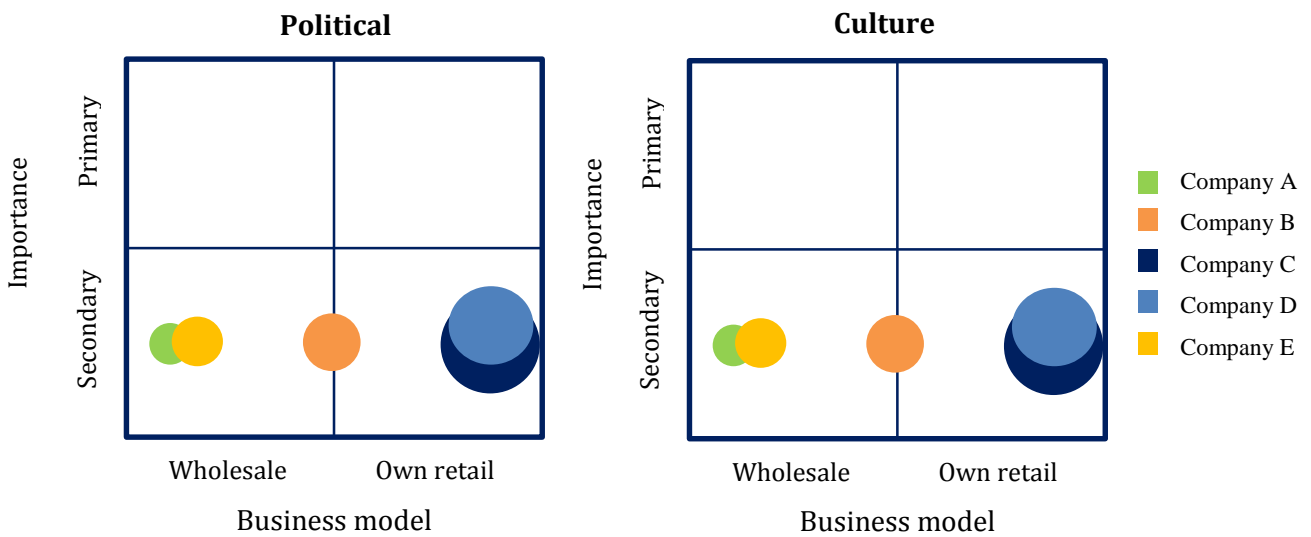 Political
Importance
Primary
Secondary
Wholesale
Own retail
Business model
Culture
Importance
Primary
Secondary
Wholesale
Own retail
Business model
Company A
Company B
Company C
Company D
Company E